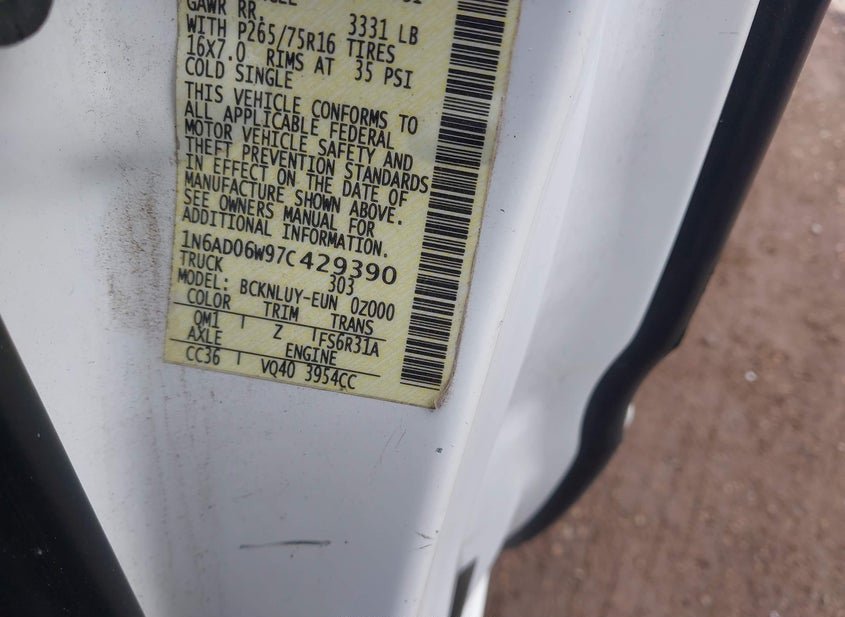 GAWR RR. 3331 LB
WITH P265/75R16 TIRES
16X7.0 RIMS AT 35 PSI
COLD SINGLE
THIS VEHICLE CONFORMS TO
ALL APPLICABLE FEDERAL
MOTOR VEHICLE SAFETY AND
THEFT PREVENTION STANDARDS
IN EFFECT ON THE DATE OF
MANUFACTURE SHOWN ABOVE.
SEE OWNERS MANUAL FOR
ADDITIONAL INFORMATION.
1N6AD06W97C429390
TRUCK 303
MODEL: BCKNLUY-EUN 0Z000
COLOR TRIM TRANS
QM1 Z FS6R31A
AXLE ENGINE
CC36 VQ40 3954CC